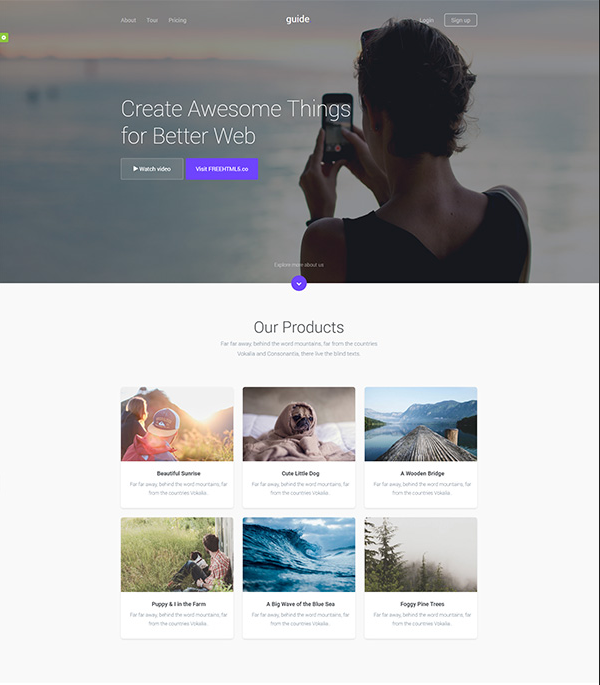 About Tour Pricing guide Login Sign up
Create Awesome Things
for Better Web
Watch video Visit FREEHTML5.co
Explore more about us
Our Products
Far far away, behind the word mountains, far from the countries
Vokalia and Consonantia, there live the blind texts.
Beautiful Sunrise
Far far away, behind the word mountains, far
from the countries Vokalia.
Cute Little Dog
Far far away, behind the word mountains, far
from the countries Vokalia.
A Wooden Bridge
Far far away, behind the word mountains, far
from the countries Vokalia.
Puppy & I in the Farm
Far far away, behind the word mountains, far
from the countries Vokalia.
A Big Wave of the Blue Sea
Far far away, behind the word mountains, far
from the countries Vokalia.
Foggy Pine Trees
Far far away, behind the word mountains, far
from the countries Vokalia.